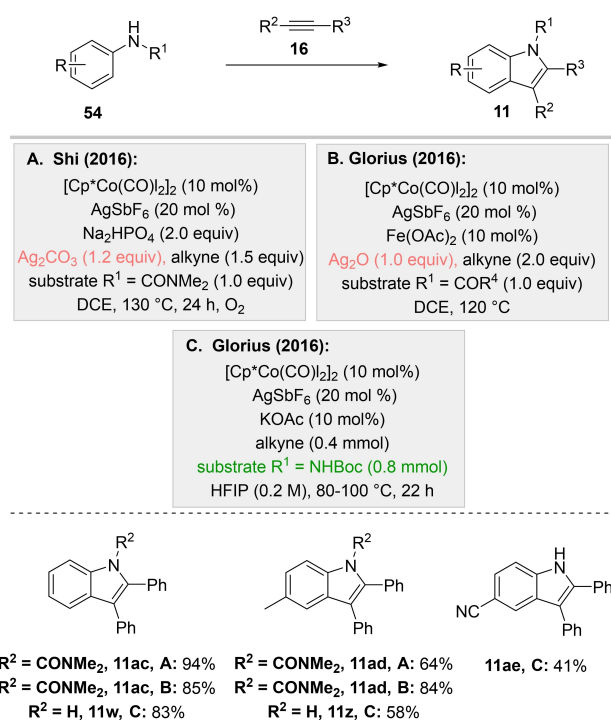 H
N
R¹
R
54
R² R³
16
R¹
N
R
R³
R²
11
A. Shi (2016):
[Cp*Co(CO)I₂]₂ (10 mol%)
AgSbF₆ (20 mol %)
Na₂HPO₄ (2.0 equiv)
Ag₂CO₃ (1.2 equiv), alkyne (1.5 equiv)
substrate R¹ = CONMe₂ (1.0 equiv)
DCE, 130 °C, 24 h, O₂
B. Glorius (2016):
[Cp*Co(CO)I₂]₂ (10 mol%)
AgSbF₆ (20 mol %)
Fe(OAc)₂ (10 mol%)
Ag₂O (1.0 equiv), alkyne (2.0 equiv)
substrate R¹ = COR⁴ (1.0 equiv)
DCE, 120 °C
C. Glorius (2016):
[Cp*Co(CO)I₂]₂ (10 mol%)
AgSbF₆ (20 mol %)
KOAc (10 mol%)
alkyne (0.4 mmol)
substrate R¹ = NHBoc (0.8 mmol)
HFIP (0.2 M), 80-100 °C, 22 h
R²
N
Ph
Ph
R² = CONMe₂, 11ac, A: 94%
R² = CONMe₂, 11ac, B: 85%
R² = H, 11w, C: 83%
R²
N
Ph
Ph
R² = CONMe₂, 11ad, A: 64%
R² = CONMe₂, 11ad, B: 84%
R² = H, 11z, C: 58%
H
N
Ph
NC
Ph
11ae, C: 41%